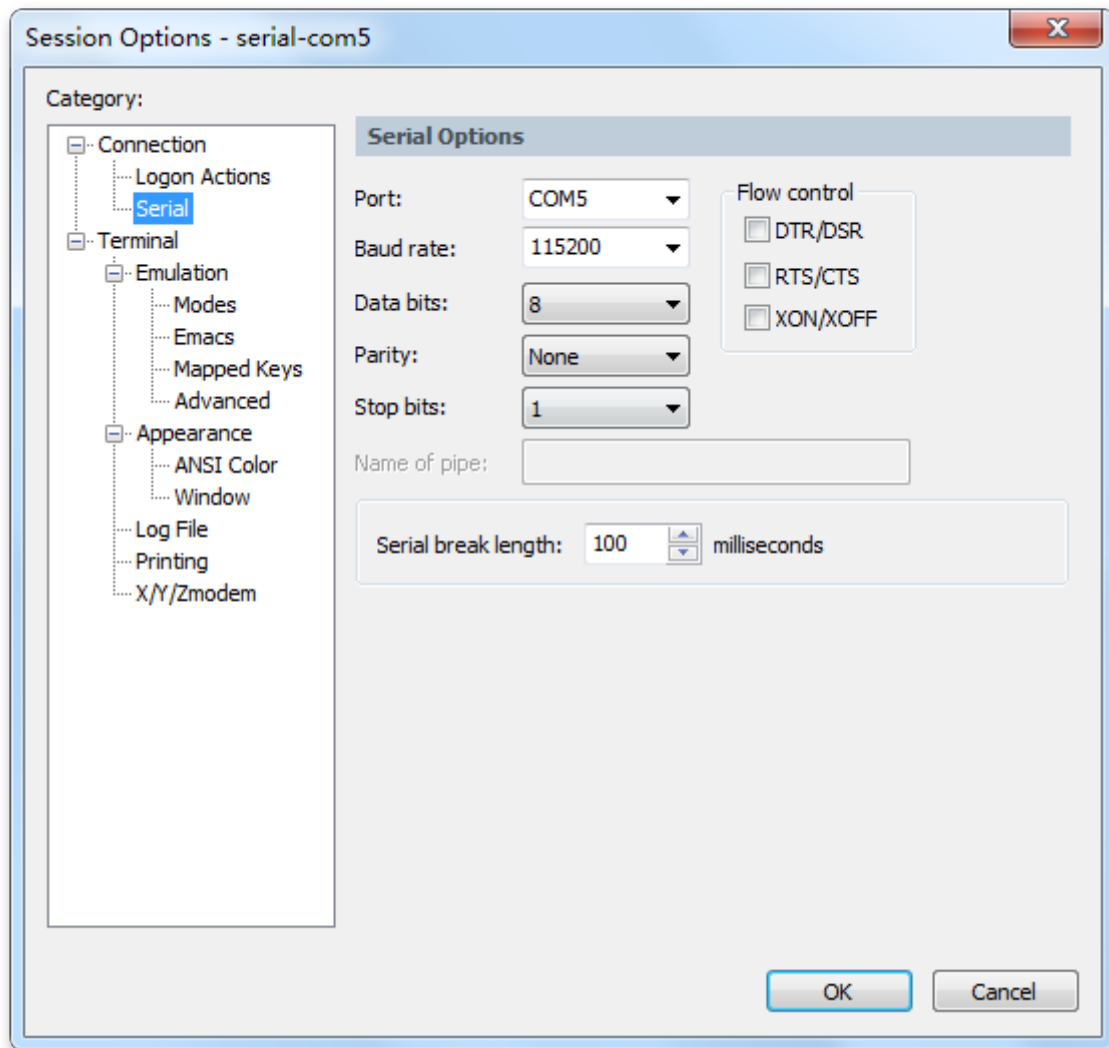 Session Options - serial-com5
Category:
Connection
Logon Actions
Serial
Terminal
Emulation
Modes
Emacs
Mapped Keys
Advanced
Appearance
ANSI Color
Window
Log File
Printing
X/Y/Zmodem
Serial Options
Port: COM5
Baud rate: 115200
Data bits: 8
Parity: None
Stop bits: 1
Name of pipe:
Flow control
DTR/DSR
RTS/CTS
XON/XOFF
Serial break length: 100 milliseconds
OK Cancel